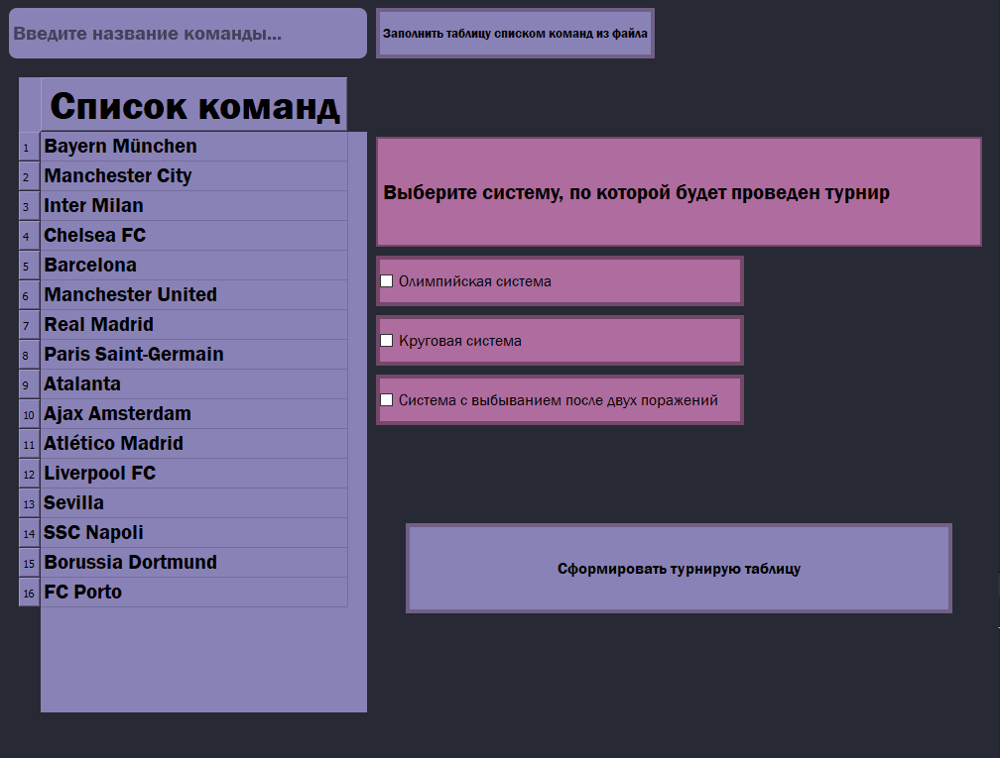 Введите название команды...
Заполнить таблицу списком команд из файла
Список команд
1 Bayern München
2 Manchester City
3 Inter Milan
4 Chelsea FC
5 Barcelona
6 Manchester United
7 Real Madrid
8 Paris Saint-Germain
9 Atalanta
10 Ajax Amsterdam
11 Atlético Madrid
12 Liverpool FC
13 Sevilla
14 SSC Napoli
15 Borussia Dortmund
16 FC Porto
Выберите систему, по которой будет проведен турнир
Олимпийская система
Круговая система
Система с выбыванием после двух поражений
Сформировать турнирую таблицу